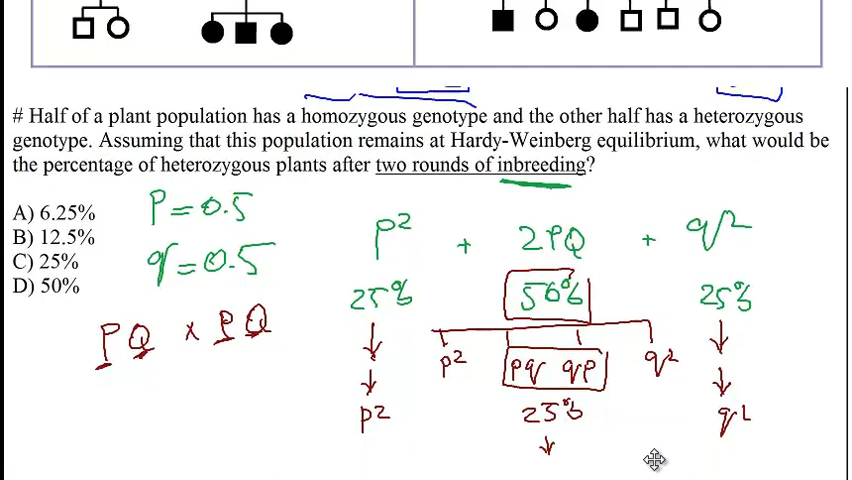 # Half of a plant population has a homozygous genotype and the other half has a heterozygous
genotype. Assuming that this population remains at Hardy-Weinberg equilibrium, what would be
the percentage of heterozygous plants after two rounds of inbreeding?
A) 6.25%
B) 12.5%
C) 25%
D) 50%
P = 0.5
q = 0.5
PQ × PQ
p² + 2PQ + q²
25% 50% 25%
p² pq qp q²
p² 25% q²